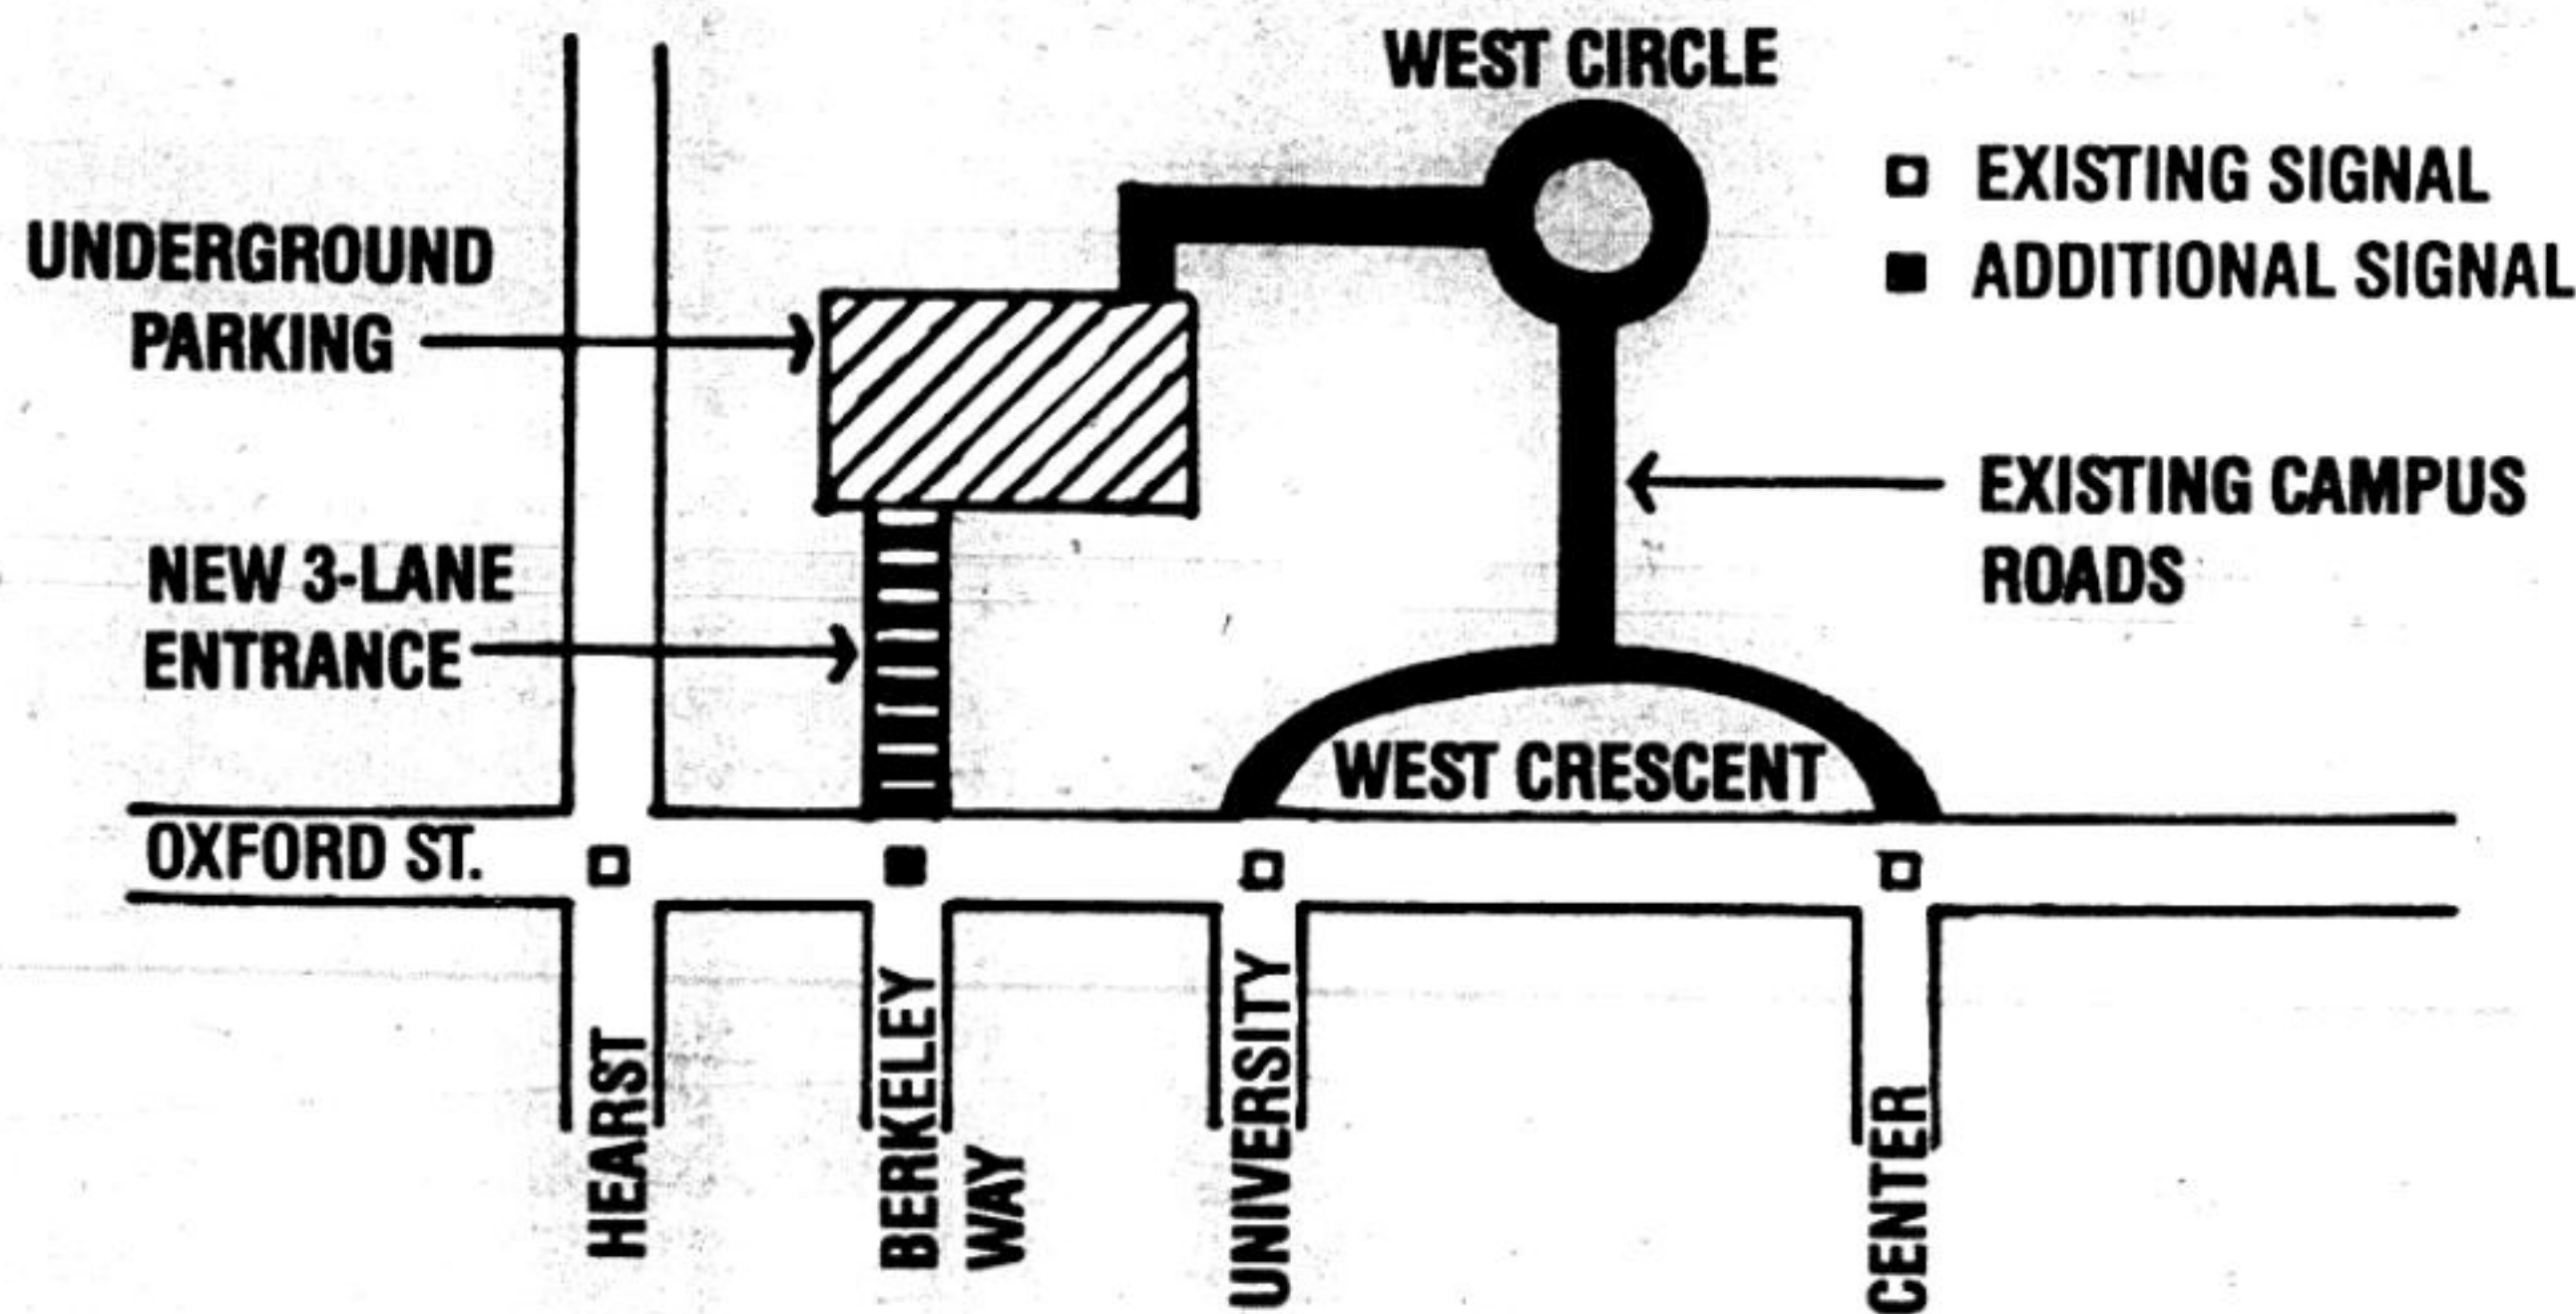 WEST CIRCLE
EXISTING SIGNAL
ADDITIONAL SIGNAL
UNDERGROUND
PARKING
EXISTING CAMPUS
ROADS
NEW 3-LANE
ENTRANCE
WEST CRESCENT
OXFORD ST.
HEARST
BERKELEY
WAY
UNIVERSITY
CENTER